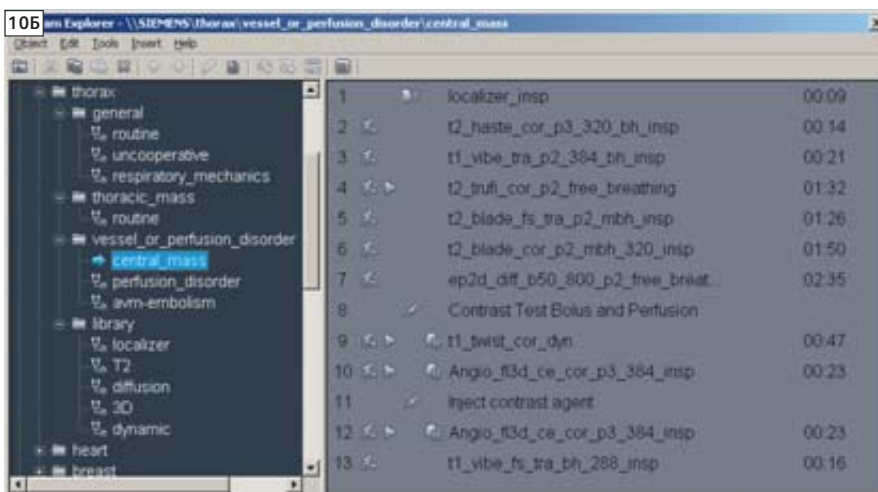 10Б
am Explorer - \\SIEMENS\thorax\vessel_or_perfusion_disorder\central_mass
Object Edit Tools Insert Help
thorax
general
routine
uncooperative
respiratory_mechanics
thoracic_mass
routine
vessel_or_perfusion_disorder
central_mass
perfusion_disorder
avm-embolism
library
localizer
T2
diffusion
3D
dynamic
heart
breast
1 localizer_insp 00:09
2 t2_haste_cor_p3_320_bh_insp 00:14
3 t1_vibe_tra_p2_384_bh_insp 00:21
4 t2_trufi_cor_p2_free_breathing 01:32
5 t2_blade_fs_tra_p2_mbh_insp 01:26
6 t2_blade_cor_p2_mbh_320_insp 01:50
7 ep2d_diff_b50_800_p2_free_breat... 02:35
8 Contrast Test Bolus and Perfusion
9 t1_twist_cor_dyn 00:47
10 Angio_fl3d_ce_cor_p3_384_insp 00:23
11 Inject contrast agent
12 Angio_fl3d_ce_cor_p3_384_insp 00:23
13 t1_vibe_fs_tra_bh_288_insp 00:16